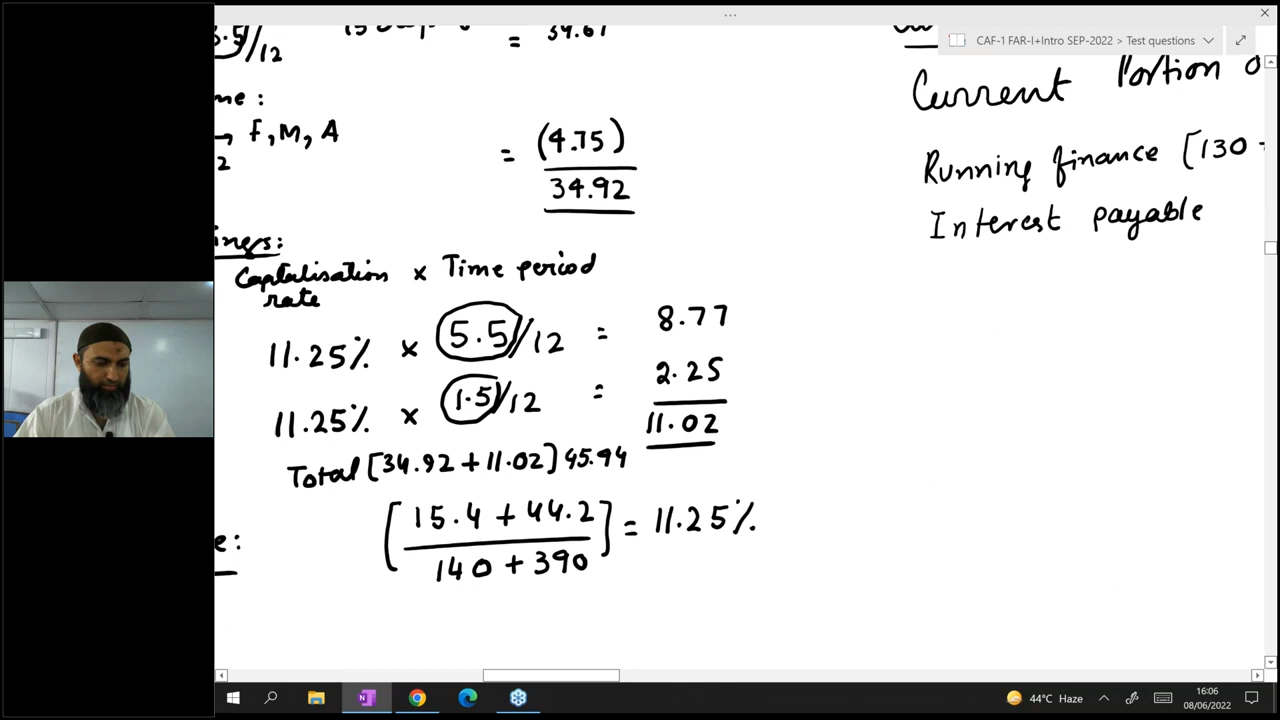 CAF-1 FAR-I+Intro SEP-2022 > Test questions
/12
= 34.67
me:
→ F, M, A
2
= (4.75)
34.92
ings:
Captalisation rate × Time period
11.25% × 5.5/12 = 8.77
11.25% × 1.5/12 = 2.25
11.02
Total [34.92 + 11.02] 45.94
e: [15.4 + 44.2 / 140 + 390] = 11.25%
Current Portion o
Running finance [130
Interest payable
44°C Haze
16:06
08/06/2022